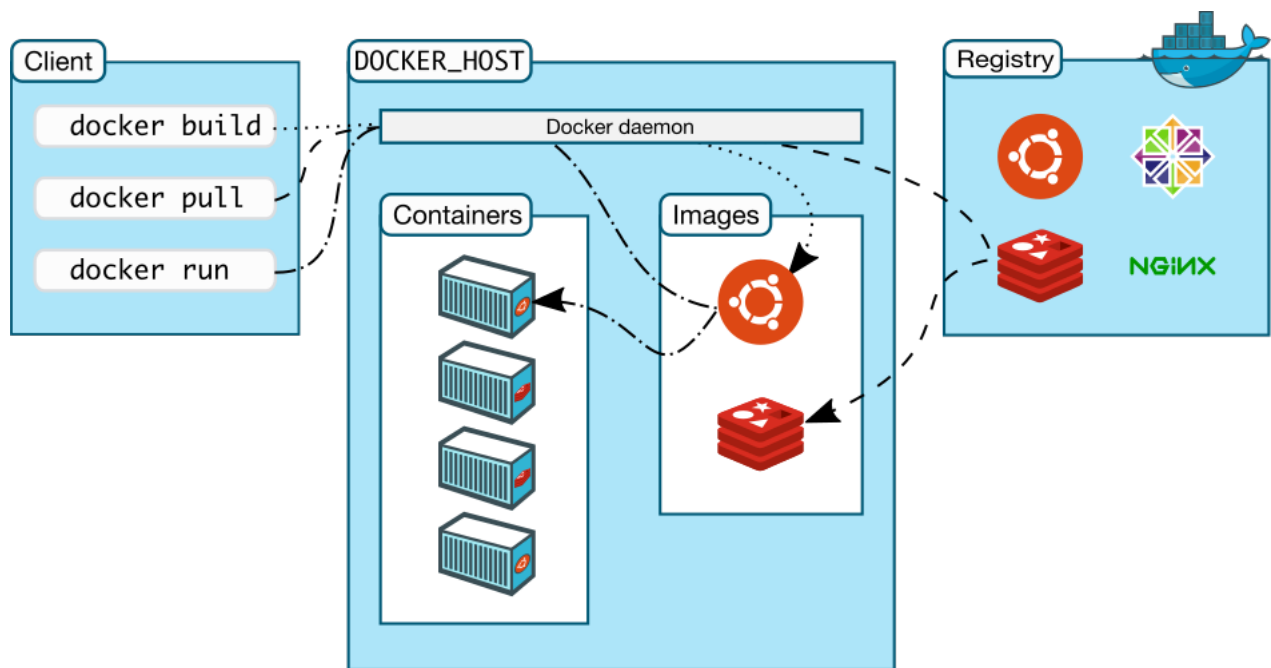 Client
docker build
docker pull
docker run
DOCKER_HOST
Docker daemon
Containers
Images
Registry
NGiNX